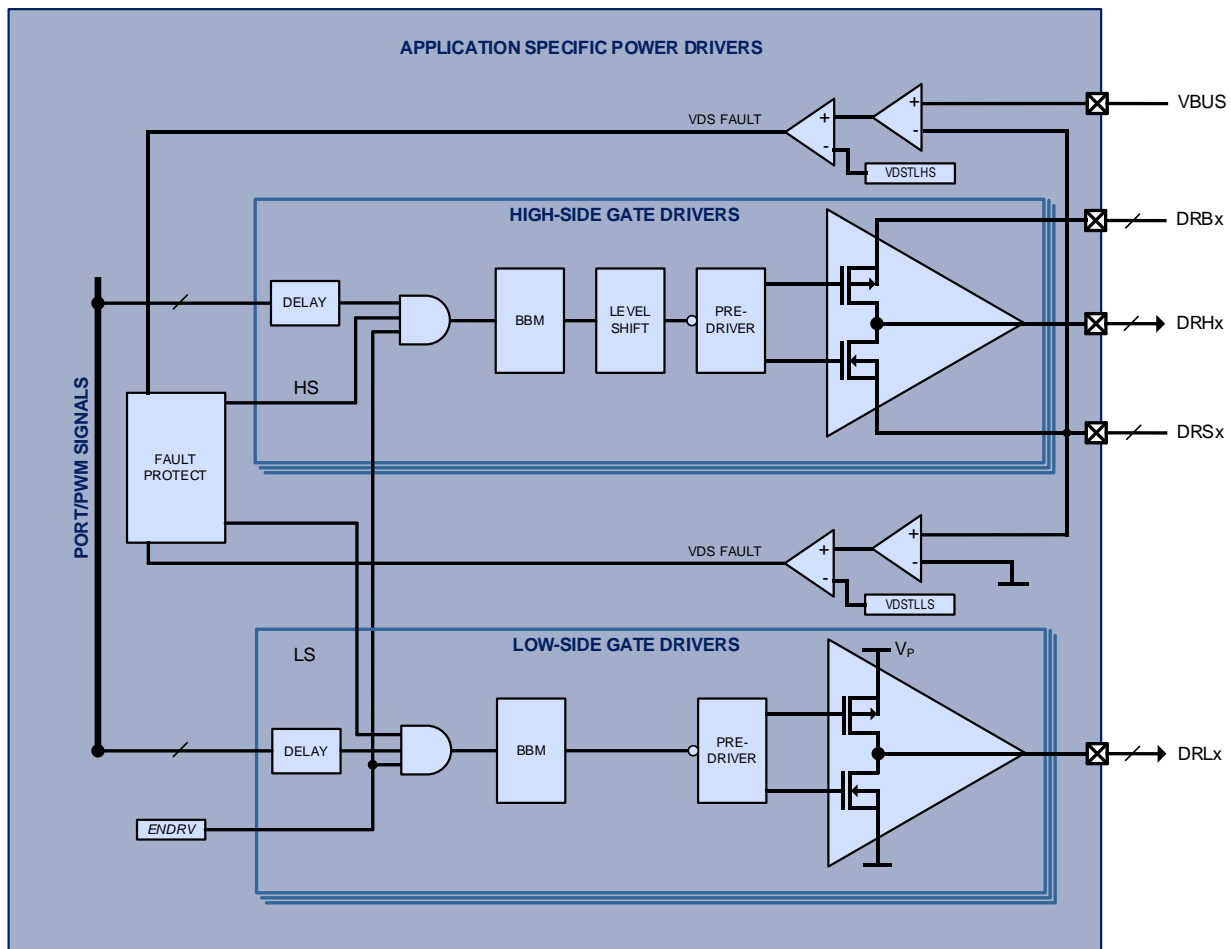 APPLICATION SPECIFIC POWER DRIVERS
VBUS
+
-
+
-
VDS FAULT
VDSTLHS
HIGH-SIDE GATE DRIVERS
DRBx
DELAY
BBM
LEVEL
SHIFT
PRE-
DRIVER
DRHx
HS
PORT/PWM SIGNALS
FAULT
PROTECT
DRSx
+
-
+
-
VDS FAULT
VDSTLLS
LOW-SIDE GATE DRIVERS
LS
VP
DELAY
BBM
PRE-
DRIVER
DRLx
ENDRV